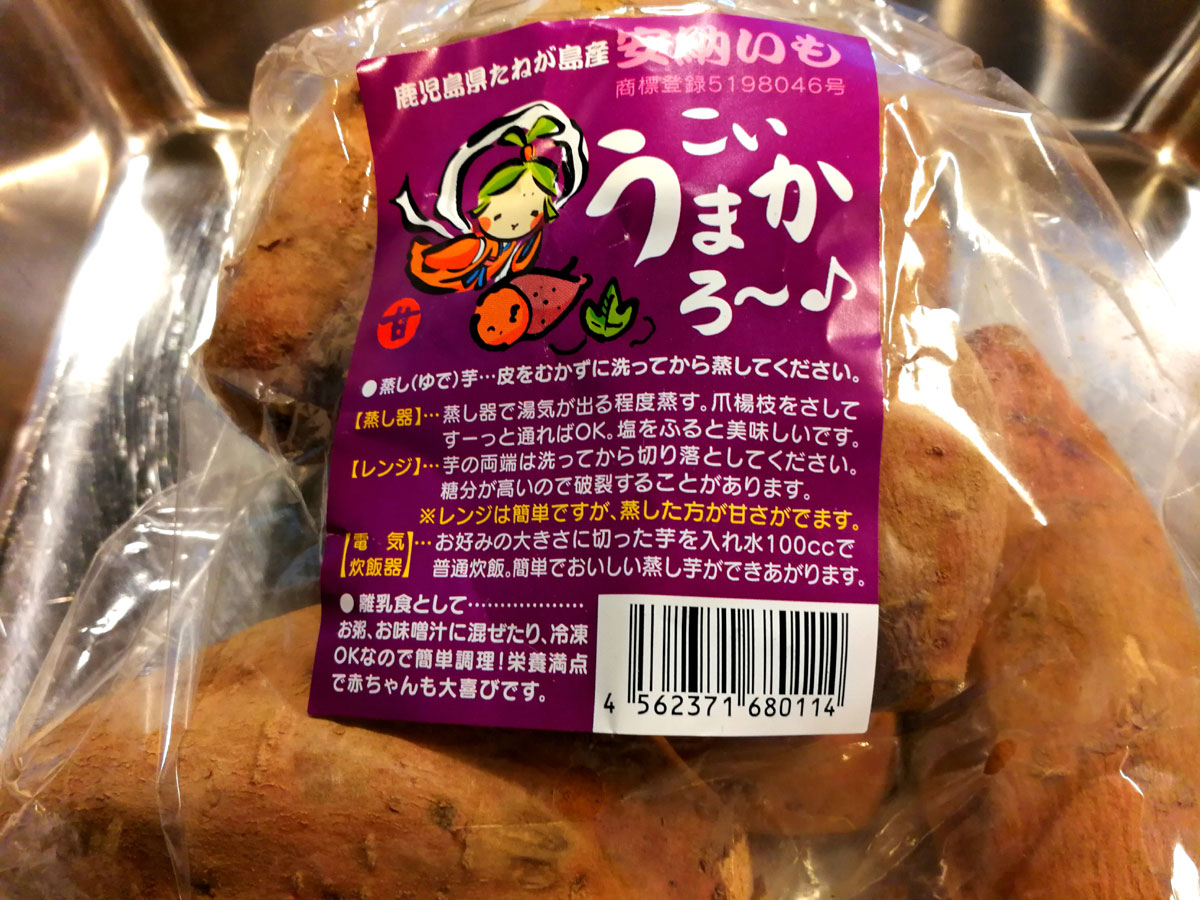 鹿児島県たねが島産 安納いも
商標登録5198046号
こい
うまか
ろ〜♪
甘
●蒸し(ゆで)芋…皮をむかずに洗ってから蒸してください。
【蒸し器】…蒸し器で湯気が出る程度蒸す。爪楊枝をさして
すーっと通ればOK。塩をふると美味しいです。
【レンジ】…芋の両端は洗ってから切り落としてください。
糖分が高いので破裂することがあります。
※レンジは簡単ですが、蒸した方が甘さがでます。
【電気炊飯器】…お好みの大きさに切った芋を入れ水100ccで
普通炊飯。簡単でおいしい蒸し芋ができあがります。
●離乳食として………………
お粥、お味噌汁に混ぜたり、冷凍
OKなので簡単調理!栄養満点
で赤ちゃんも大喜びです。
4 562371 680114